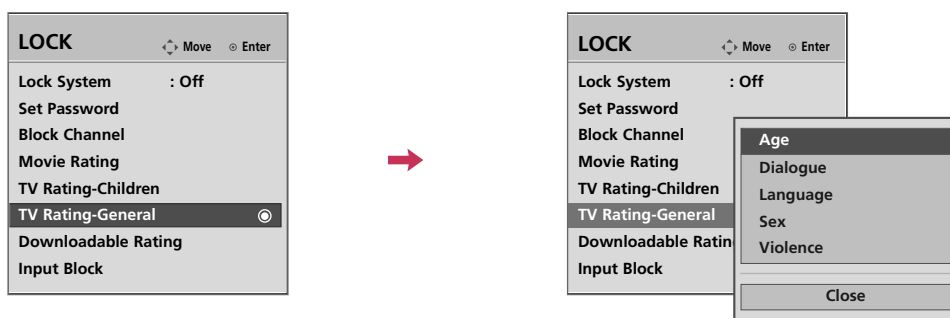 LOCK Move Enter
Lock System : Off
Set Password
Block Channel
Movie Rating
TV Rating-Children
TV Rating-General
Downloadable Rating
Input Block
LOCK Move Enter
Lock System : Off
Set Password
Block Channel
Movie Rating
TV Rating-Children
TV Rating-General
Downloadable Ratin
Input Block
Age
Dialogue
Language
Sex
Violence
Close